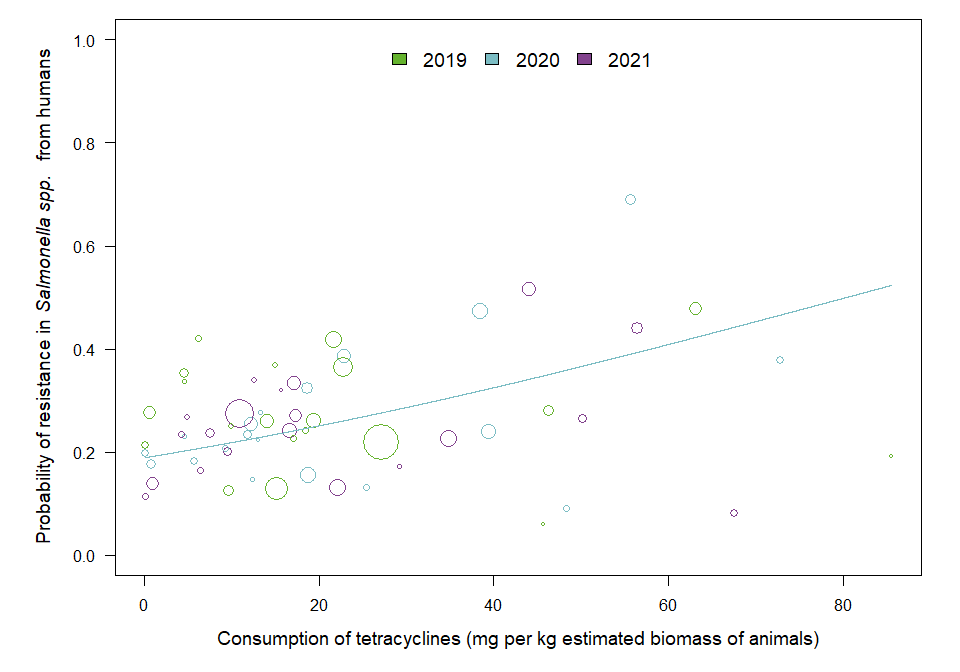 2019 2020 2021
Probability of resistance in Salmonella spp. from humans
1.0
0.8
0.6
0.4
0.2
0.0
0 20 40 60 80
Consumption of tetracyclines (mg per kg estimated biomass of animals)